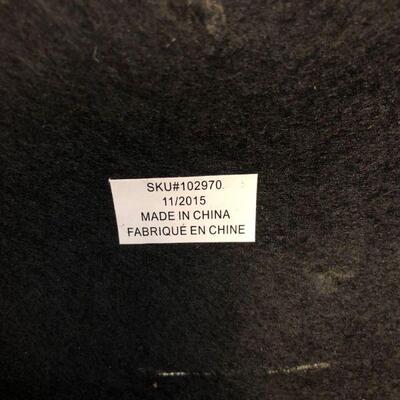 SKU#102970
11/2015
MADE IN CHINA
FABRIQUÉ EN CHINE